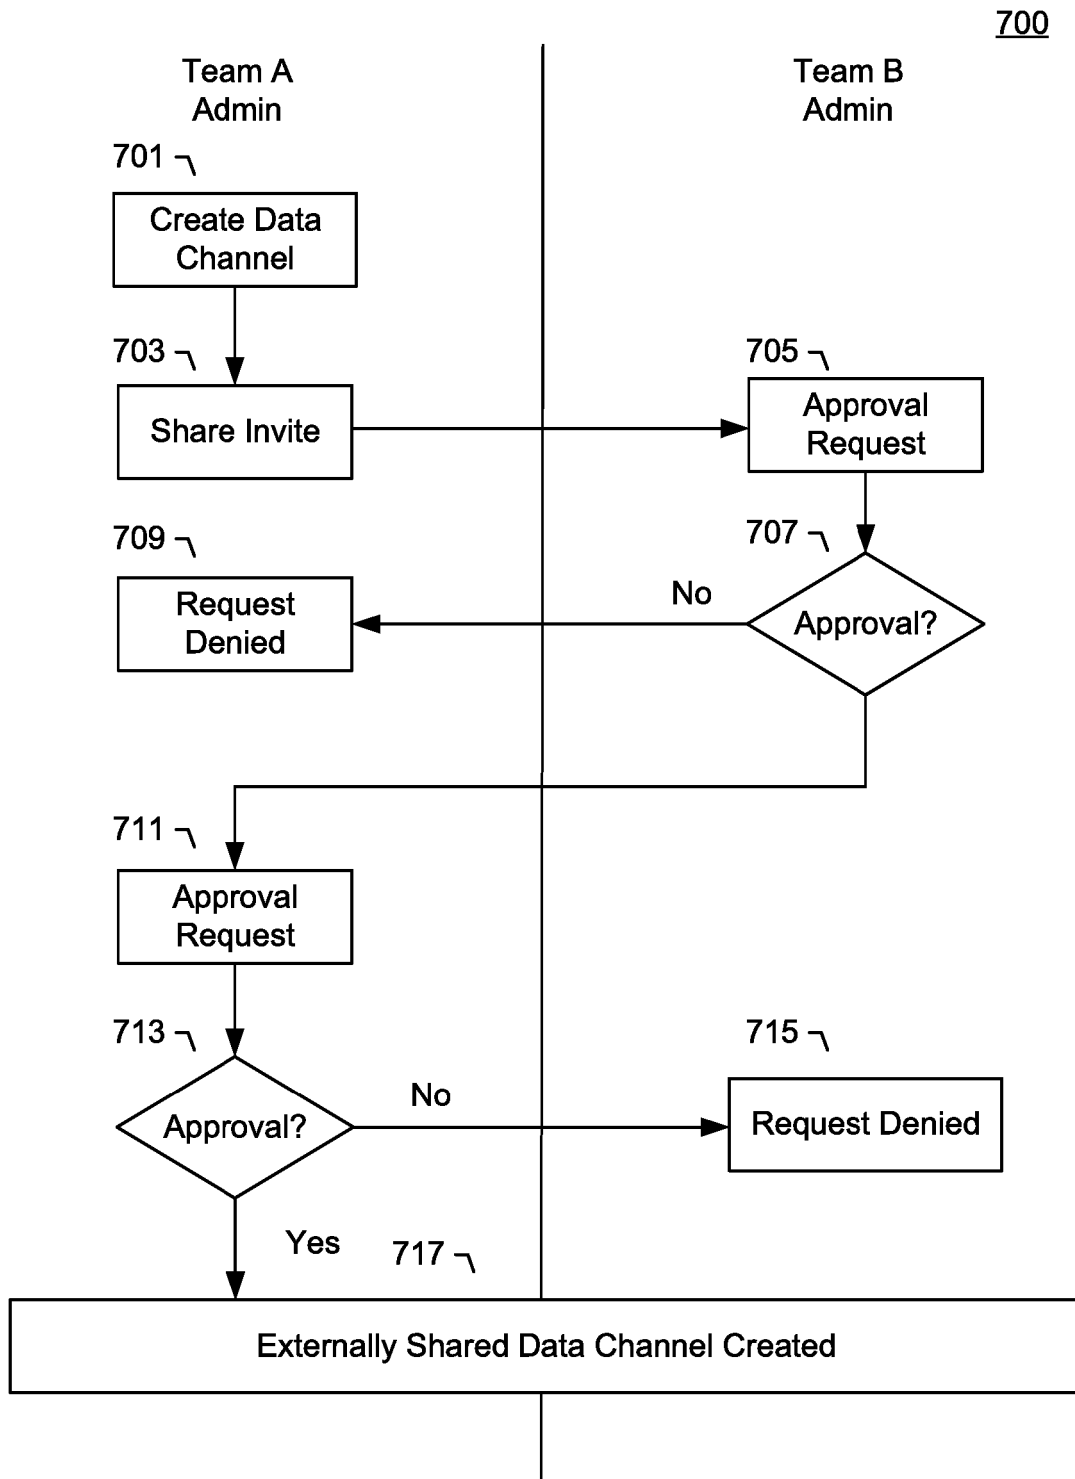 700
Team A
Admin
Team B
Admin
701
Create Data
Channel
703
Share Invite
705
Approval
Request
707
Approval?
No
709
Request
Denied
711
Approval
Request
713
Approval?
No
715
Request Denied
Yes
717
Externally Shared Data Channel Created